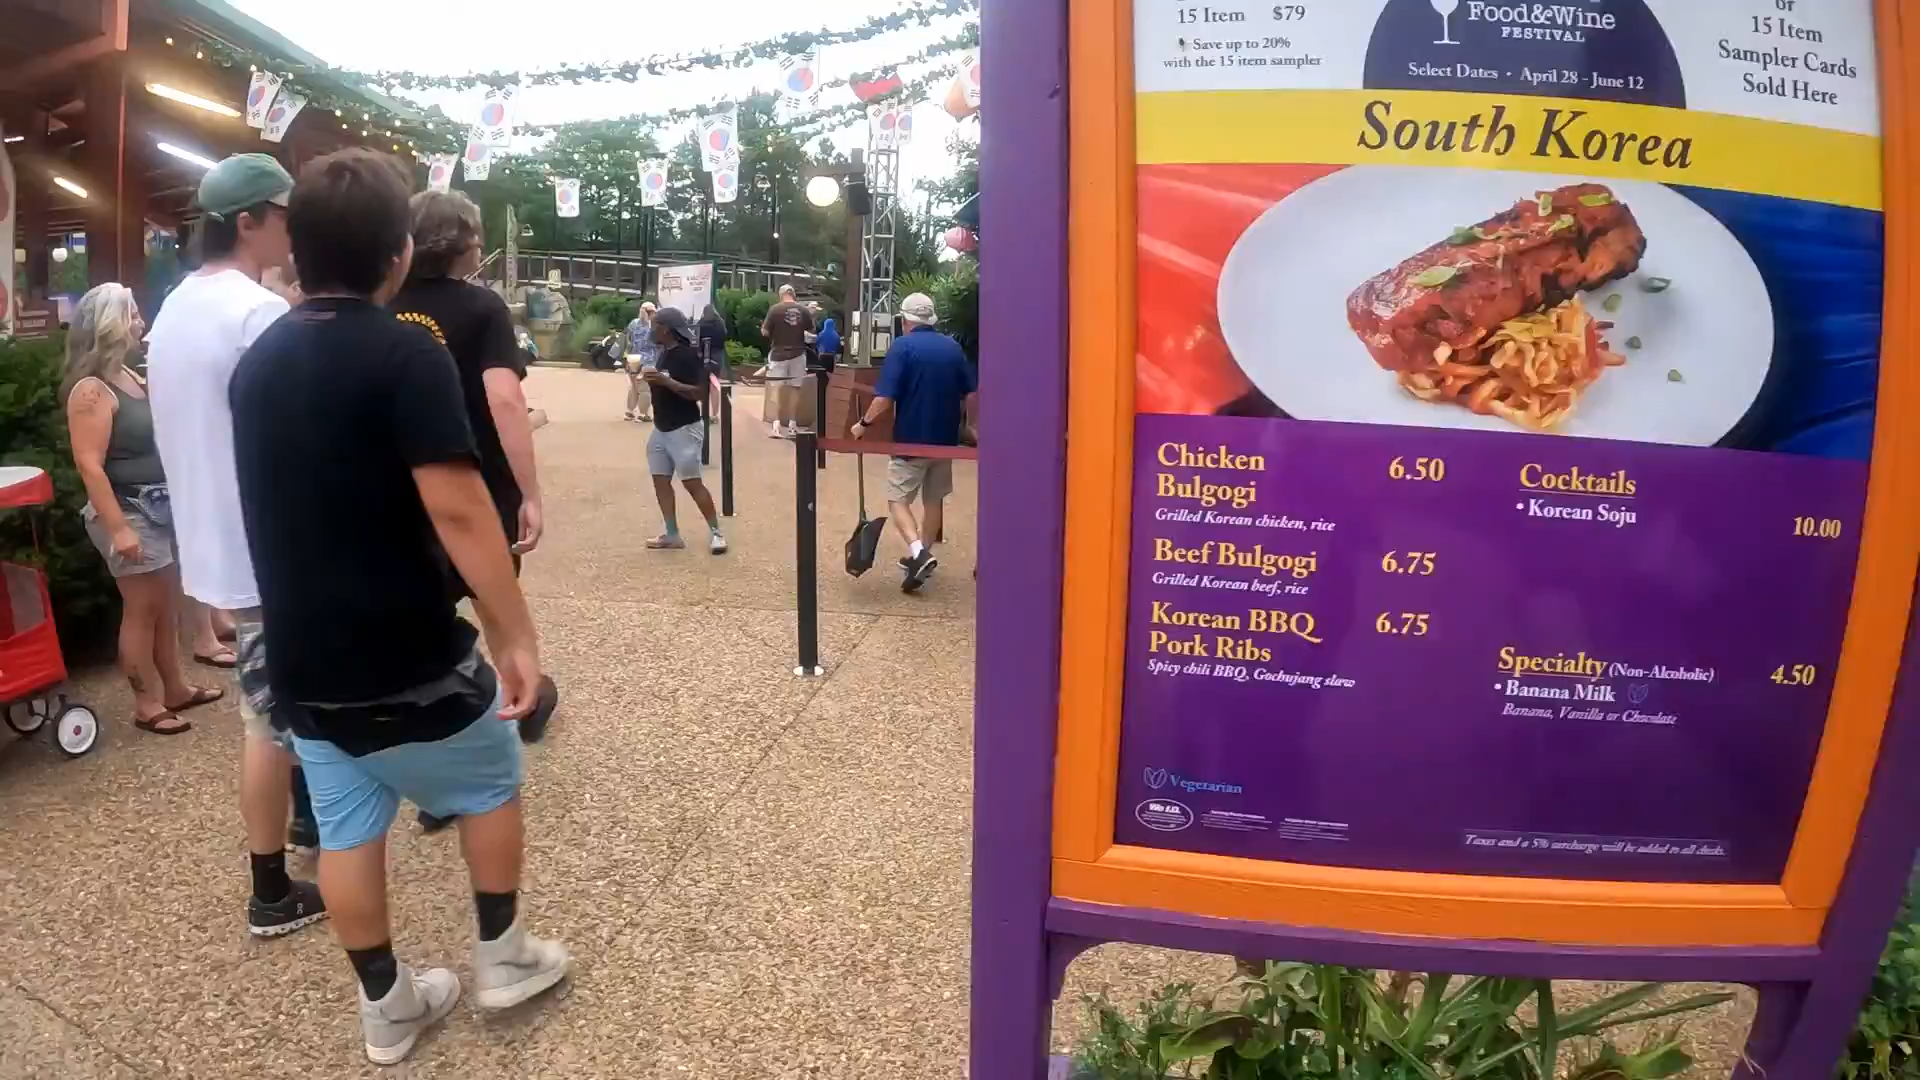 15 Item $79
Save up to 20%
with the 15 item sampler
Food&Wine
FESTIVAL
Select Dates • April 28 - June 12
or
15 Item
Sampler Cards
Sold Here
South Korea
Chicken 6.50
Bulgogi
Grilled Korean chicken, rice
Beef Bulgogi 6.75
Grilled Korean beef, rice
Korean BBQ 6.75
Pork Ribs
Spicy chili BBQ, Gochujang slaw
Cocktails
• Korean Soju
10.00
Specialty (Non-Alcoholic) 4.50
• Banana Milk
Banana, Vanilla or Chocolate
Vegetarian
We I.D.
Taxes and a 5% surcharge will be added to all checks.